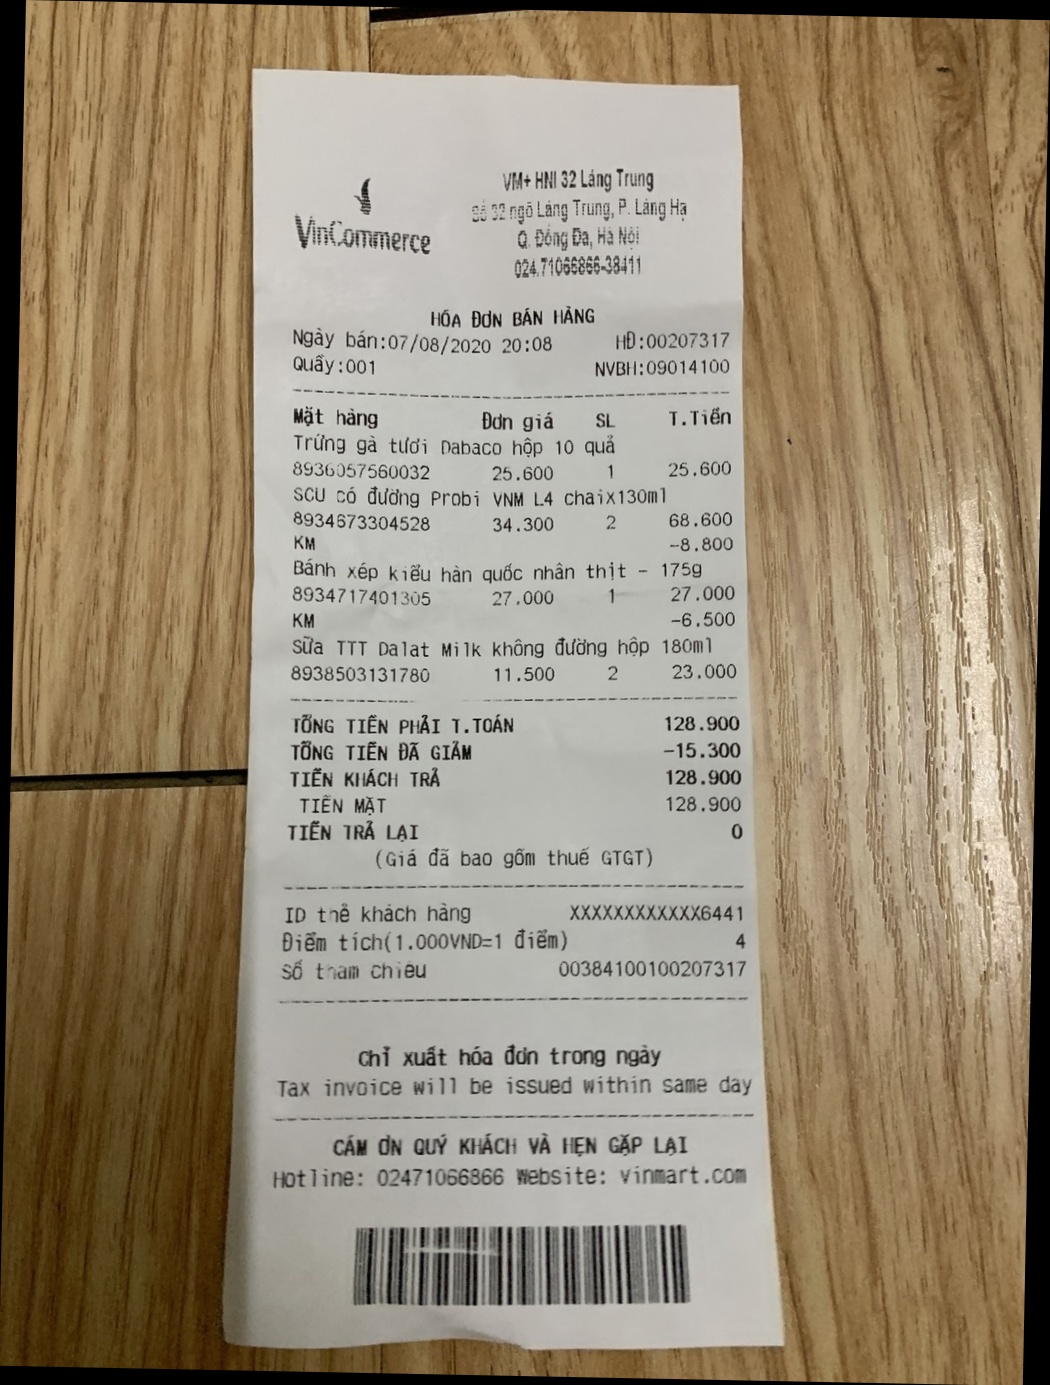 VinCommerce
VM+ HNI 32 Láng Trung
Số 32 ngõ Láng Trung, P. Láng Hạ
Q. Đống Đa, Hà Nội
024.71066866-38411
HÓA ĐƠN BÁN HÀNG
Ngày bán:07/08/2020 20:08 HĐ:00207317
Quầy:001 NVBH:09014100
Mặt hàng Đơn giá SL T.Tiền
Trứng gà tươi Dabaco hộp 10 quả
8936057560032 25.600 1 25.600
SCU có đường Probi VNM L4 chaiX130ml
8934673304528 34.300 2 68.600
KM -8.800
Bánh xép kiểu hàn quốc nhân thịt - 175g
8934717401305 27.000 1 27.000
KM -6.500
Sữa TTT Dalat Milk không đường hộp 180ml
8938503131780 11.500 2 23.000
TỔNG TIỀN PHẢI T.TOÁN 128.900
TỔNG TIỀN ĐÃ GIẢM -15.300
TIỀN KHÁCH TRẢ 128.900
TIỀN MẶT 128.900
TIỀN TRẢ LẠI 0
(Giá đã bao gồm thuế GTGT)
ID thẻ khách hàng XXXXXXXXXXXX6441
Điểm tích(1.000VND=1 điểm) 4
Số tham chiếu 00384100100207317
Chỉ xuất hóa đơn trong ngày
Tax invoice will be issued within same day
CÁM ƠN QUÝ KHÁCH VÀ HẸN GẶP LẠI
Hotline: 02471066866 Website: vinmart.com